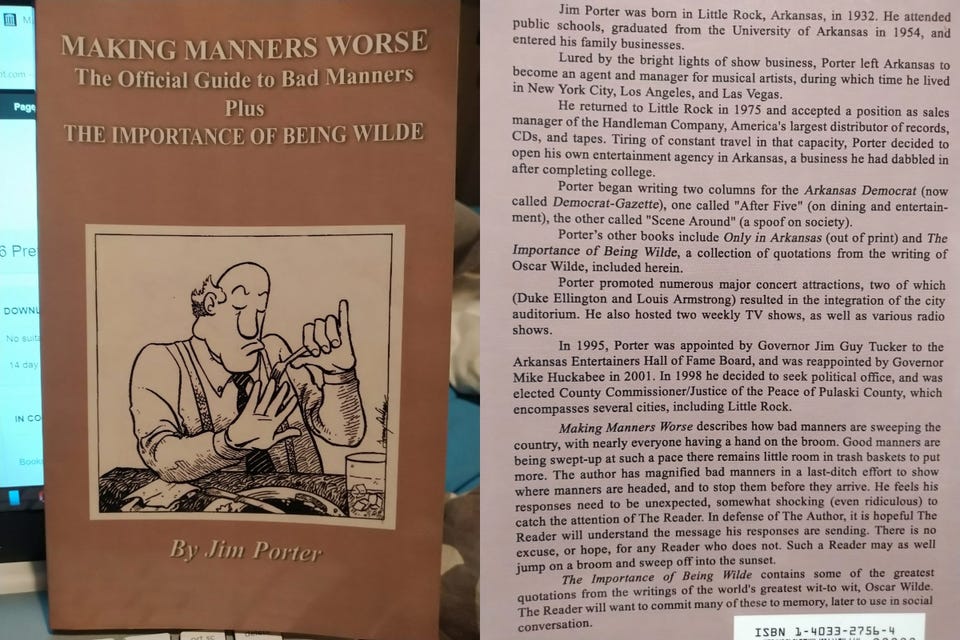 MAKING MANNERS WORSE
The Official Guide to Bad Manners
Plus
THE IMPORTANCE OF BEING WILDE
By Jim Porter
Page
DOWNL
14 day
IN CO
Book
Jim Porter was born in Little Rock, Arkansas, in 1932. He attended
public schools, graduated from the University of Arkansas in 1954, and
entered his family businesses.
Lured by the bright lights of show business, Porter left Arkansas to
become an agent and manager for musical artists, during which time he lived
in New York City, Los Angeles, and Las Vegas.
He returned to Little Rock in 1975 and accepted a position as sales
manager of the Handleman Company, America's largest distributor of records,
CDs, and tapes. Tiring of constant travel in that capacity, Porter decided to
open his own entertainment agency in Arkansas, a business he had dabbled in
after completing college.
Porter began writing two columns for the Arkansas Democrat (now
called Democrat-Gazette), one called "After Five" (on dining and entertain-
ment), the other called "Scene Around" (a spoof on society).
Porter's other books include Only in Arkansas (out of print) and The
Importance of Being Wilde, a collection of quotations from the writing of
Oscar Wilde, included herein.
Porter promoted numerous major concert attractions, two of which
(Duke Ellington and Louis Armstrong) resulted in the integration of the city
auditorium. He also hosted two weekly TV shows, as well as various radio
shows.
In 1995, Porter was appointed by Governor Jim Guy Tucker to the
Arkansas Entertainers Hall of Fame Board, and was reappointed by Governor
Mike Huckabee in 2001. In 1998 he decided to seek political office, and was
elected County Commissioner/Justice of the Peace of Pulaski County, which
encompasses several cities, including Little Rock.
Making Manners Worse describes how bad manners are sweeping the
country, with nearly everyone having a hand on the broom. Good manners are
being swept-up at such a pace there remains little room in trash baskets to put
more. The author has magnified bad manners in a last-ditch effort to show
where manners are headed, and to stop them before they arrive. He feels his
responses need to be unexpected, somewhat shocking (even ridiculous) to
catch the attention of The Reader. In defense of The Author, it is hopeful The
Reader will understand the message his responses are sending. There is no
excuse, or hope, for any Reader who does not. Such a Reader may as well
jump on a broom and sweep off into the sunset.
The Importance of Being Wilde contains some of the greatest
quotations from the writings of the world's greatest wit-to wit, Oscar Wilde.
The Reader will want to commit many of these to memory, later to use in social
conversation.
ISBN 1-4033-2756-4